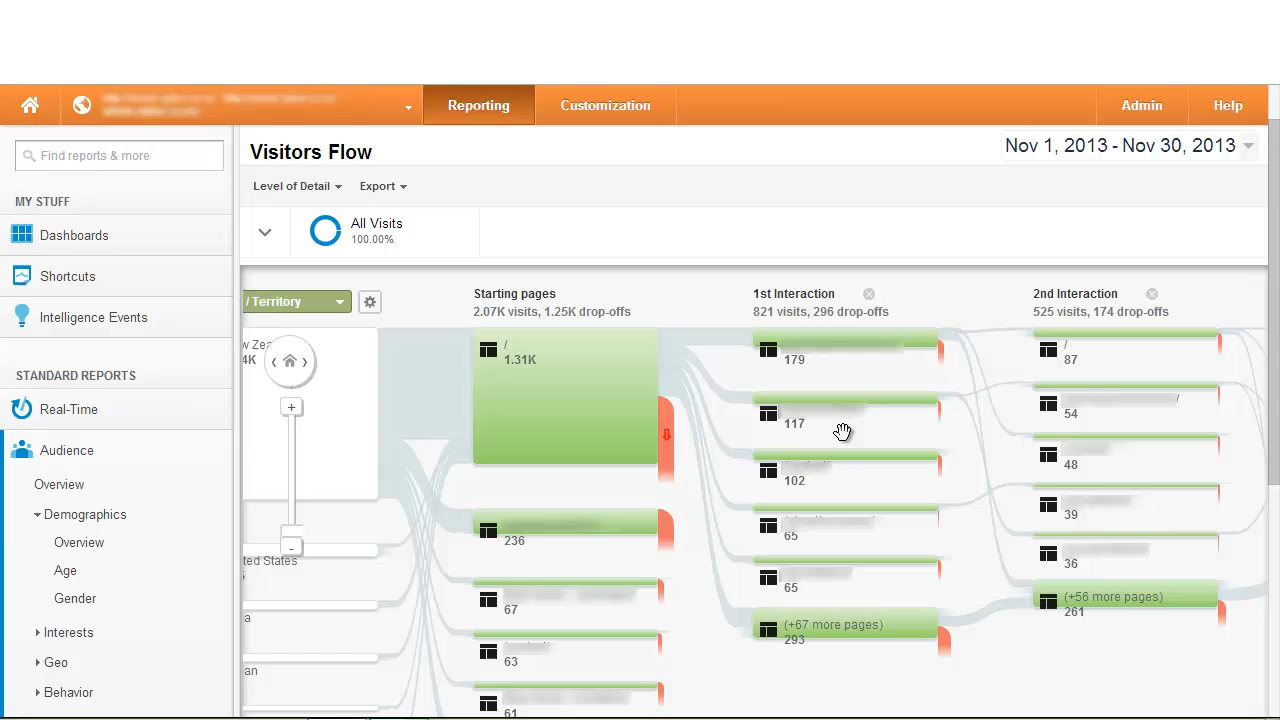 Reporting
Customization
Admin
Help
Find reports & more
MY STUFF
Dashboards
Shortcuts
Intelligence Events
STANDARD REPORTS
Real-Time
Audience
Overview
Demographics
Overview
Age
Gender
Interests
Geo
Behavior
Visitors Flow
Nov 1, 2013 - Nov 30, 2013
Level of Detail
Export
All Visits
100.00%
/ Territory
w Zea
4K
ted States
a
an
+
-
Starting pages
2.07K visits, 1.25K drop-offs
/
1.31K
236
67
63
61
1st Interaction
821 visits, 296 drop-offs
179
117
102
65
65
(+67 more pages)
293
2nd Interaction
525 visits, 174 drop-offs
/
87
/
54
48
39
36
(+56 more pages)
261